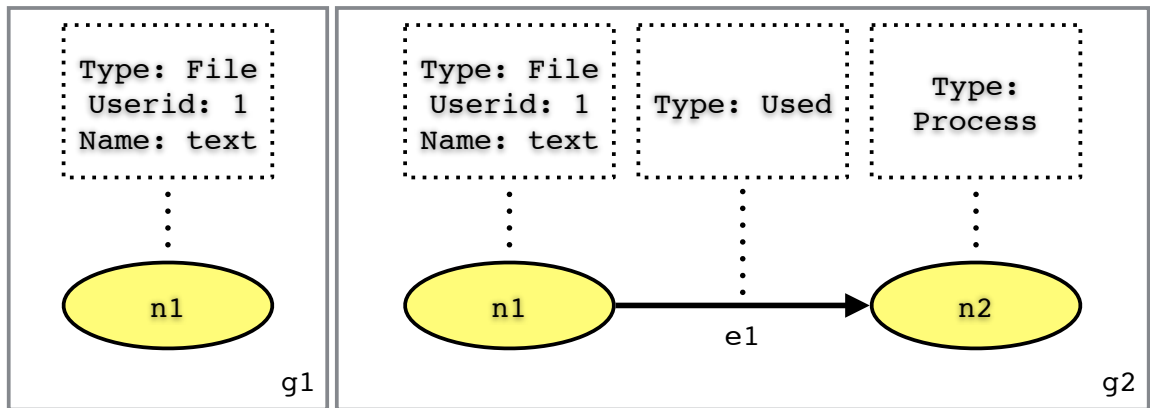 Type: File
Userid: 1
Name: text
n1
g1
Type: File
Userid: 1
Name: text
Type: Used
Type:
Process
n1
e1
n2
g2